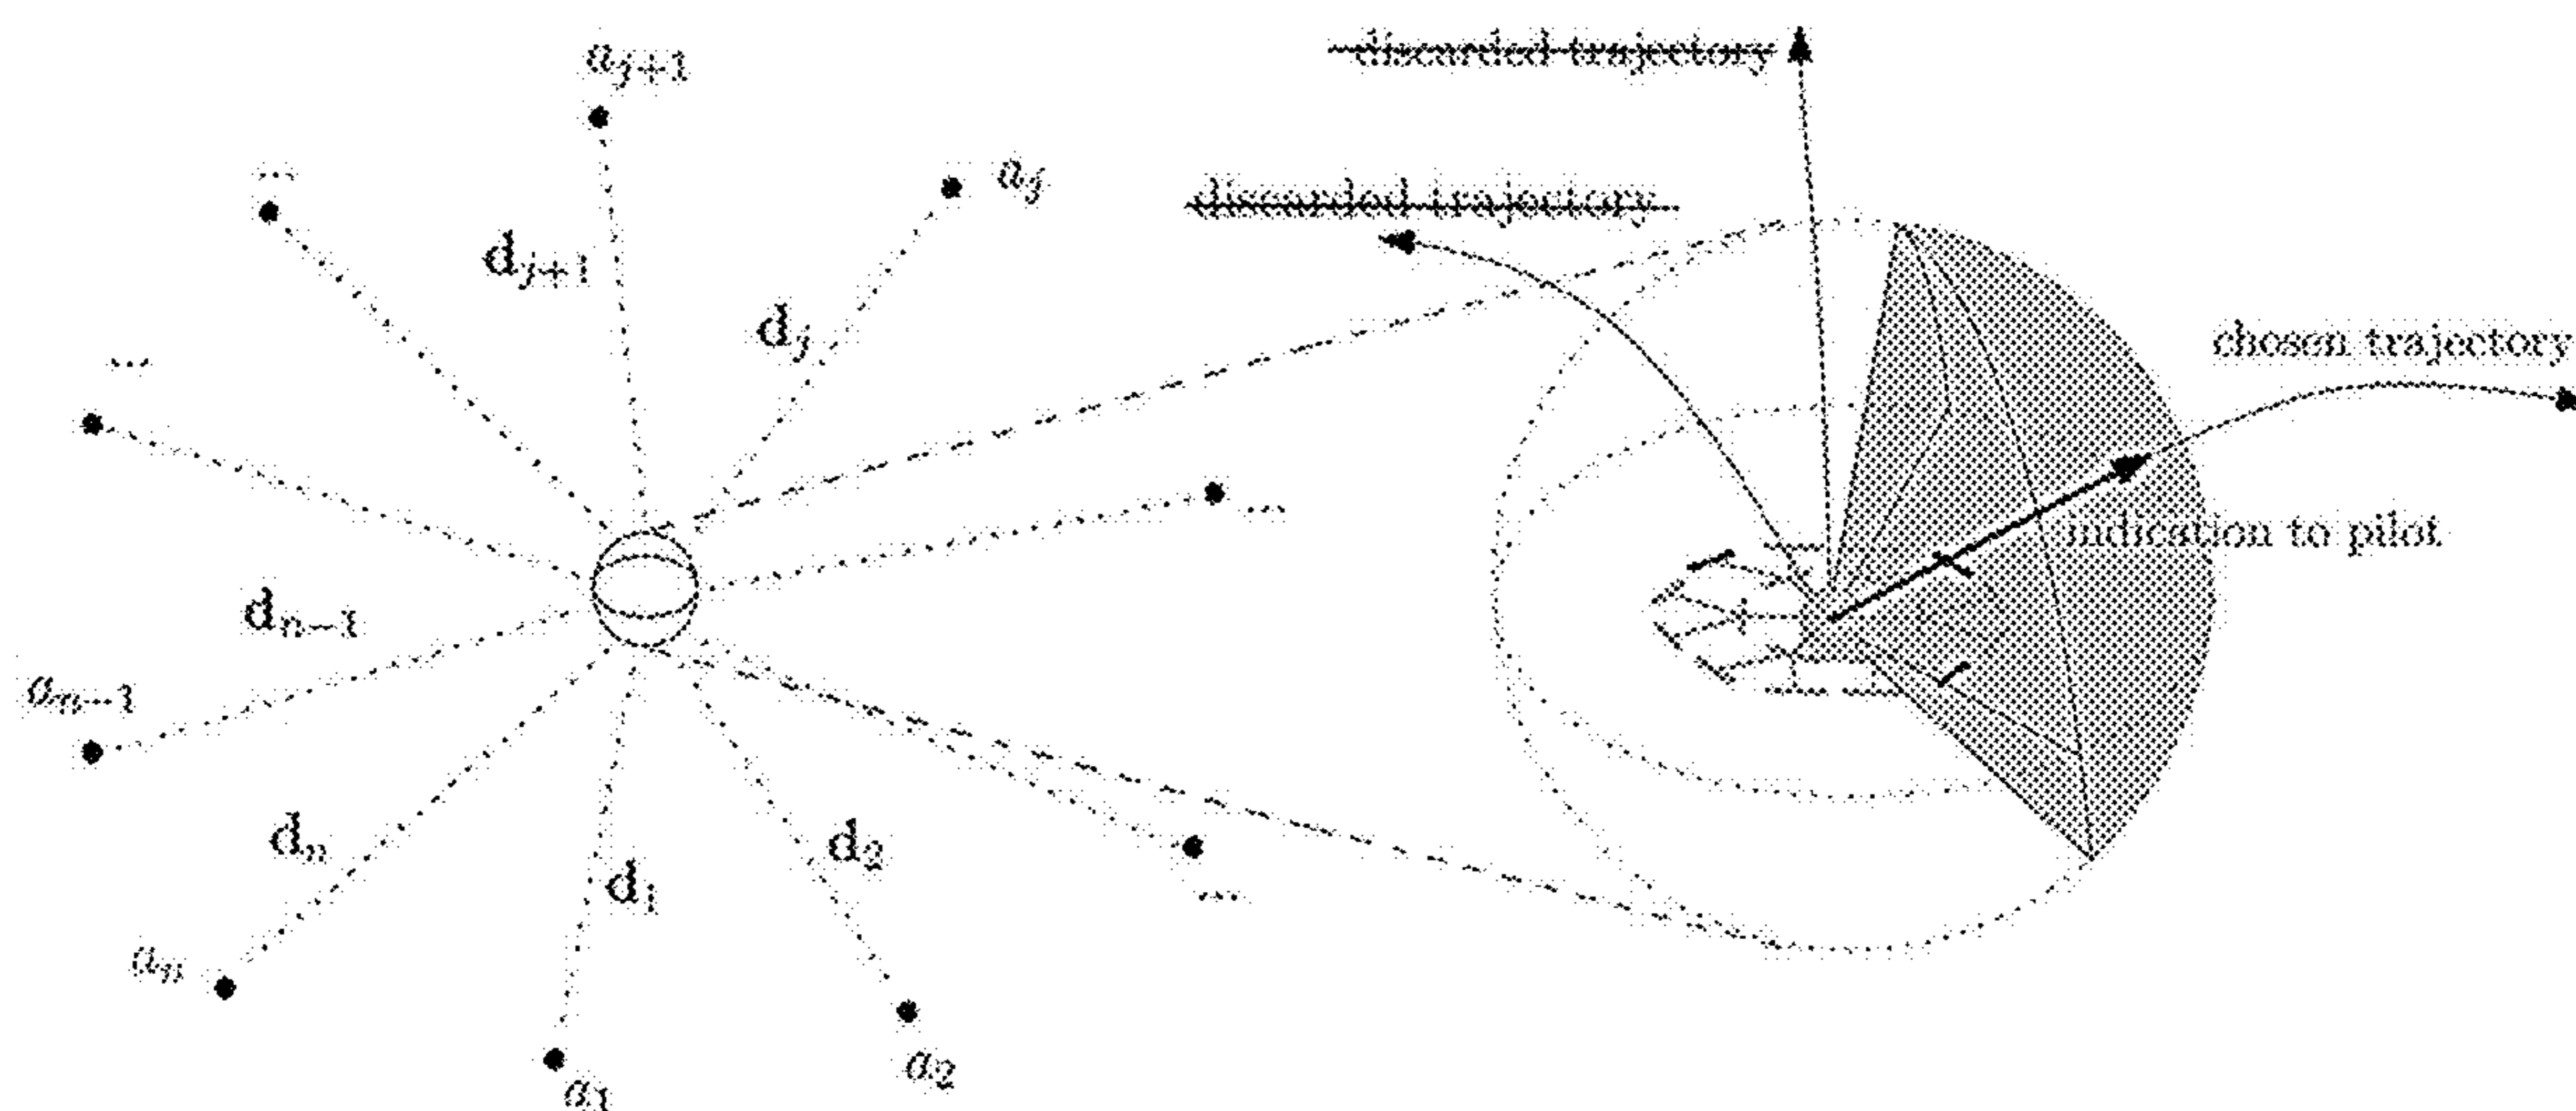 a_{j+1}
discarded trajectory
...
a_j
discarded trajectory
d_{j+1}
d_j
chosen trajectory
...
...
indication to pilot
d_{n-1}
a_{n-1}
d_n
d_2
d_1
...
a_n
a_2
a_1